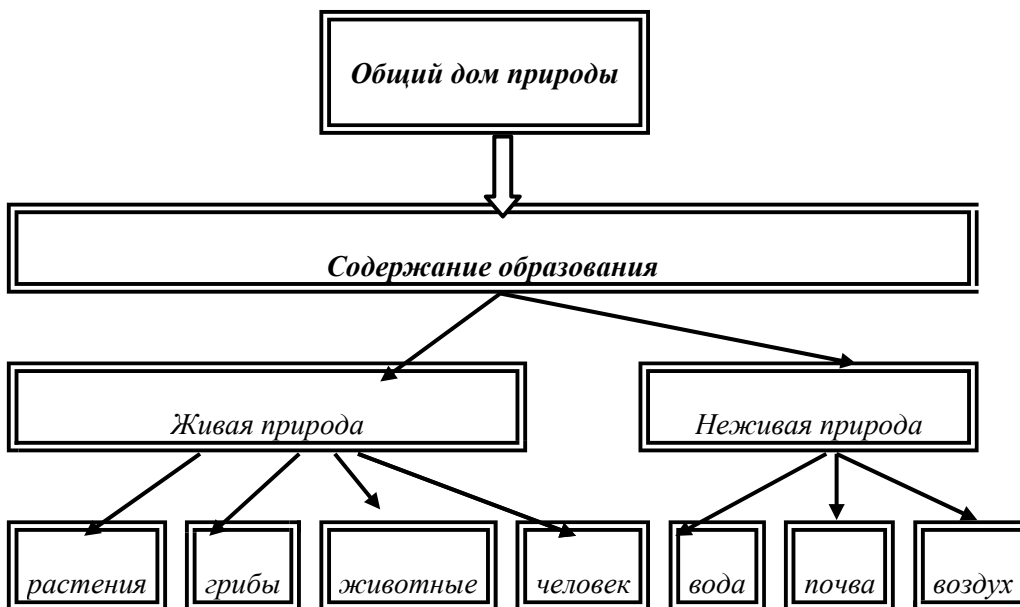 Общий дом природы
Содержание образования
Живая природа
Неживая природа
растения
грибы
животные
человек
вода
почва
воздух